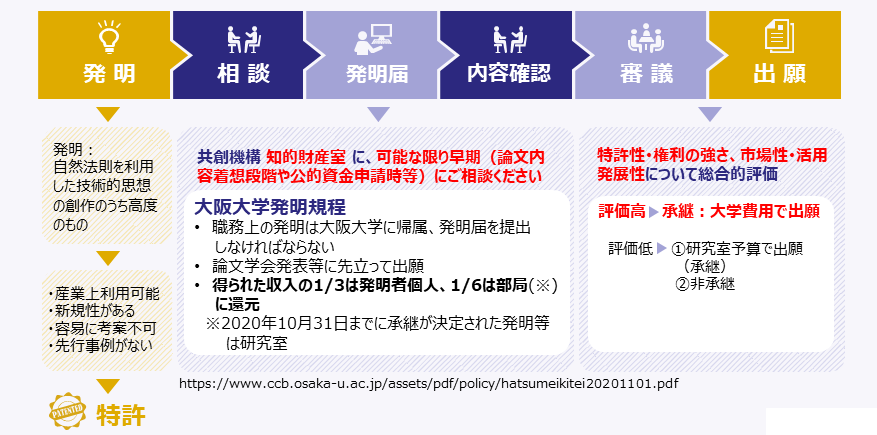 発明
相談
発明届
内容確認
審議
出願
発明：
自然法則を利用
した技術的思想
の創作のうち高度
のもの
・産業上利用可能
・新規性がある
・容易に考案不可
・先行事例がない
PATENTED
特許
共創機構 知的財産室 に、可能な限り早期（論文内
容着想段階や公的資金申請時等）にご相談ください
大阪大学発明規程
• 職務上の発明は大阪大学に帰属、発明届を提出
しなければならない
• 論文学会発表等に先立って出願
• 得られた収入の1/3は発明者個人、1/6は部局(※)
に還元
※2020年10月31日までに承継が決定された発明等
は研究室
特許性・権利の強さ、市場性・活用
発展性について総合的評価
評価高▶承継：大学費用で出願
評価低▶①研究室予算で出願
（承継）
②非承継
https://www.ccb.osaka-u.ac.jp/assets/pdf/policy/hatsumeikitei20201101.pdf